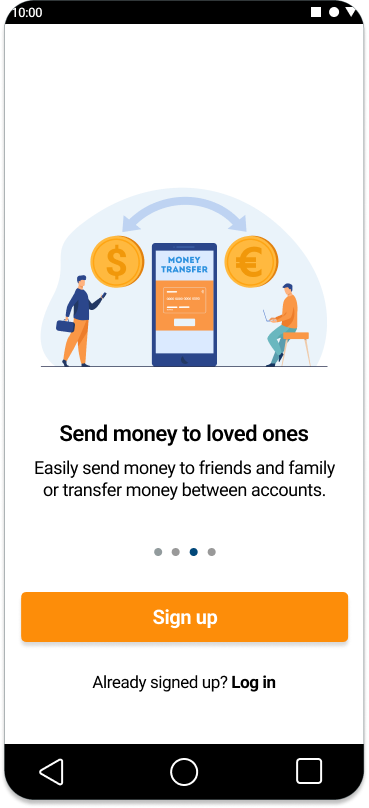 10:00
$
€
MONEY
TRANSFER
Send money to loved ones
Easily send money to friends and family
or transfer money between accounts.
Sign up
Already signed up? Log in